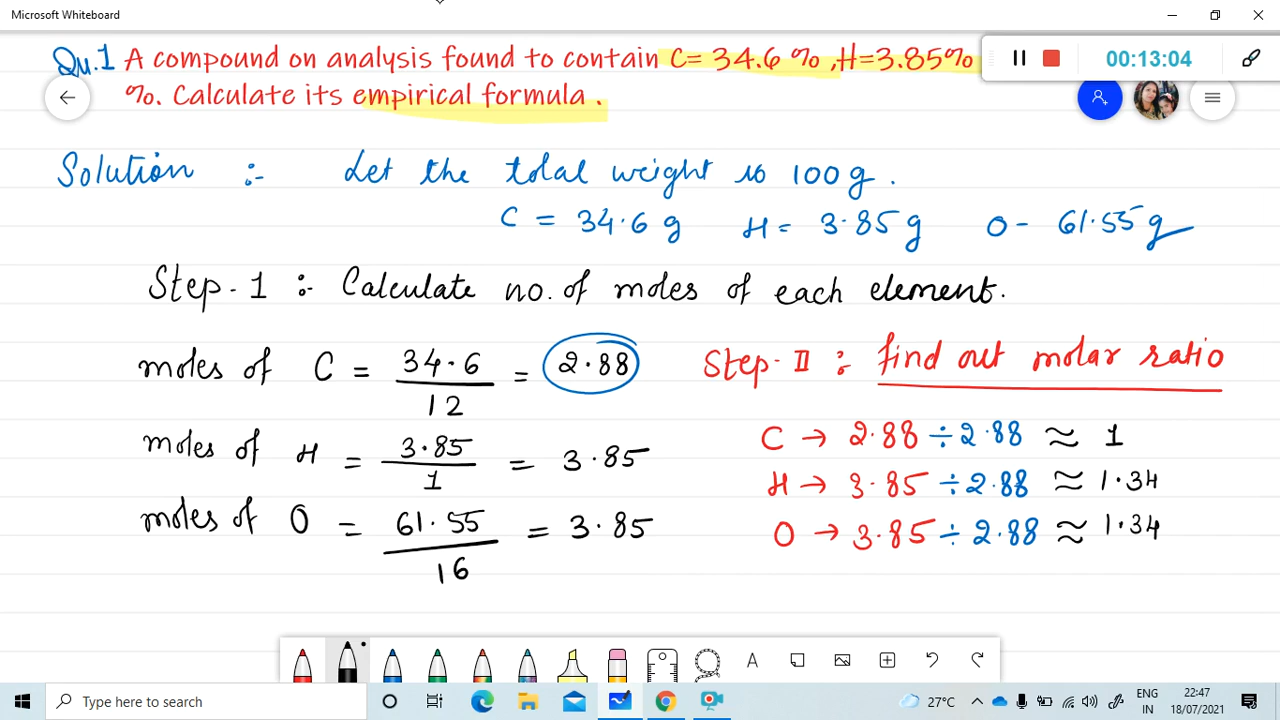 Microsoft Whiteboard
Qu.1 A compound on analysis found to contain C= 34.6 % ,H=3.85%
%. Calculate its empirical formula .
00:13:04
Solution :- Let the total weight is 100 g .
C = 34.6 g H = 3.85 g O - 61.55 g
Step-1 :- Calculate no. of moles of each element.
moles of C = 34.6 / 12 = 2.88
moles of H = 3.85 / 1 = 3.85
moles of O = 61.55 / 16 = 3.85
Step-II : find out molar ratio
C → 2.88 ÷ 2.88 ≈ 1
H → 3.85 ÷ 2.88 ≈ 1.34
O → 3.85 ÷ 2.88 ≈ 1.34
A
Type here to search
27°C
ENG
IN
22:47
18/07/2021